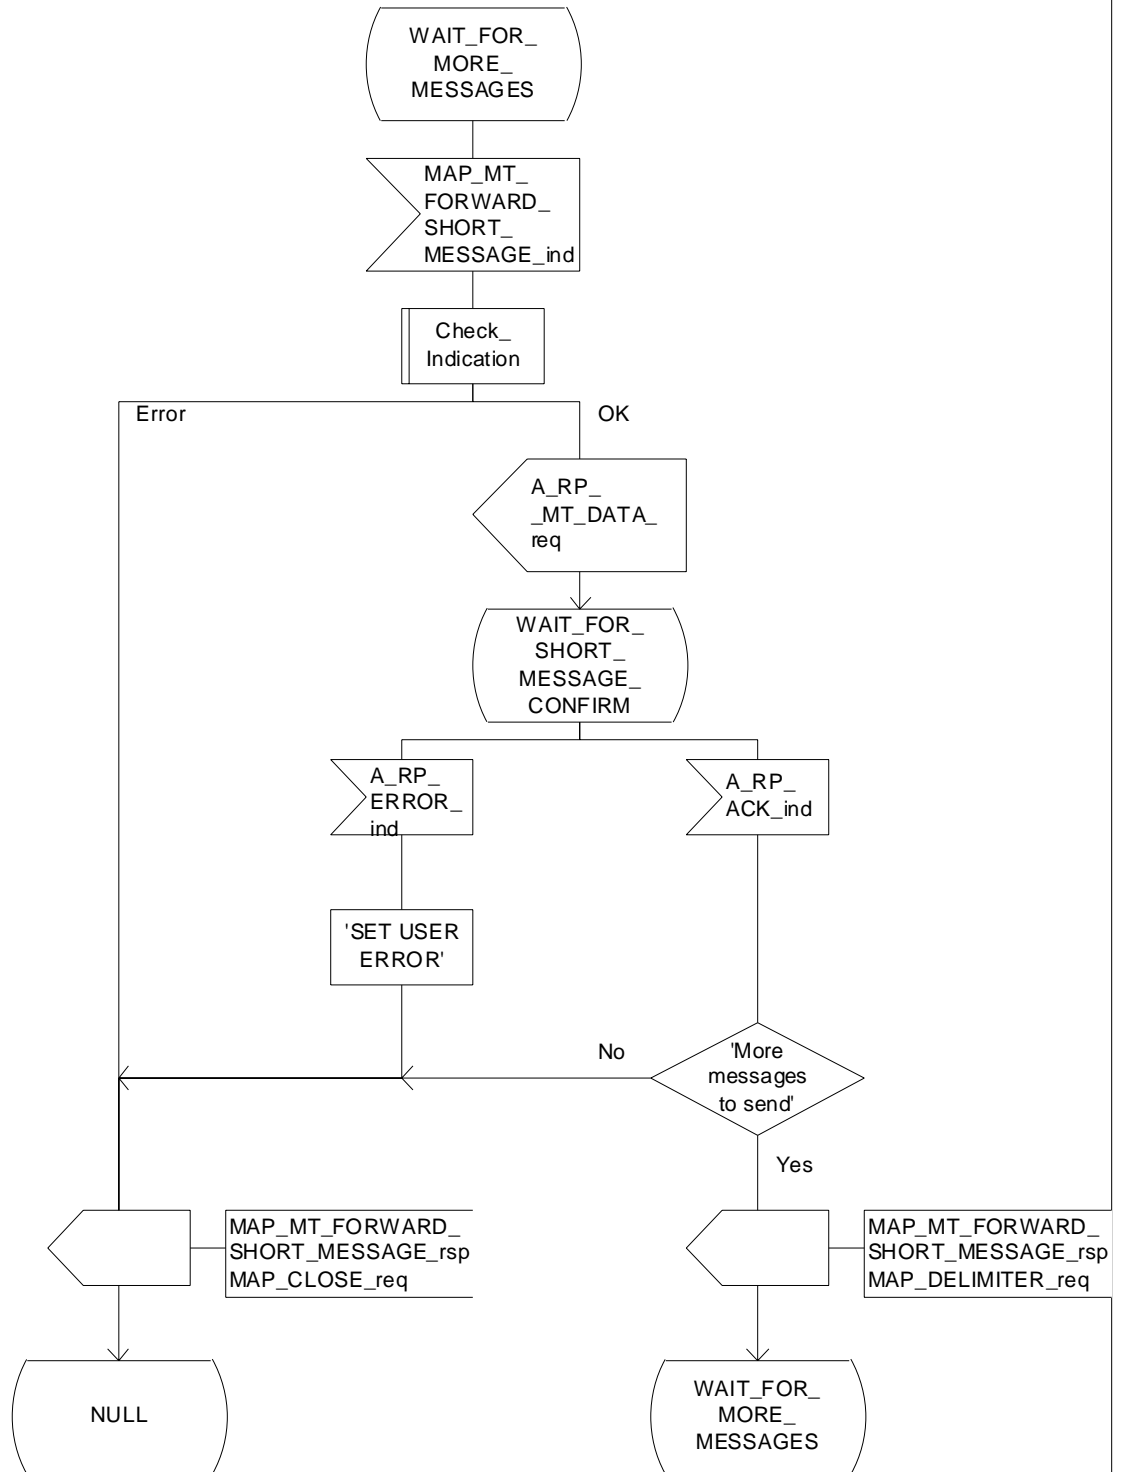 WAIT_FOR_
MORE_
MESSAGES
MAP_MT_
FORWARD_
SHORT_
MESSAGE_ind
Check_
Indication
Error
OK
A_RP_
_MT_DATA_
req
WAIT_FOR_
SHORT_
MESSAGE_
CONFIRM
A_RP_
ERROR_
ind
A_RP_
ACK_ind
'SET USER
ERROR'
No
'More
messages
to send'
Yes
MAP_MT_FORWARD_
SHORT_MESSAGE_rsp
MAP_CLOSE_req
MAP_MT_FORWARD_
SHORT_MESSAGE_rsp
MAP_DELIMITER_req
NULL
WAIT_FOR_
MORE_
MESSAGES